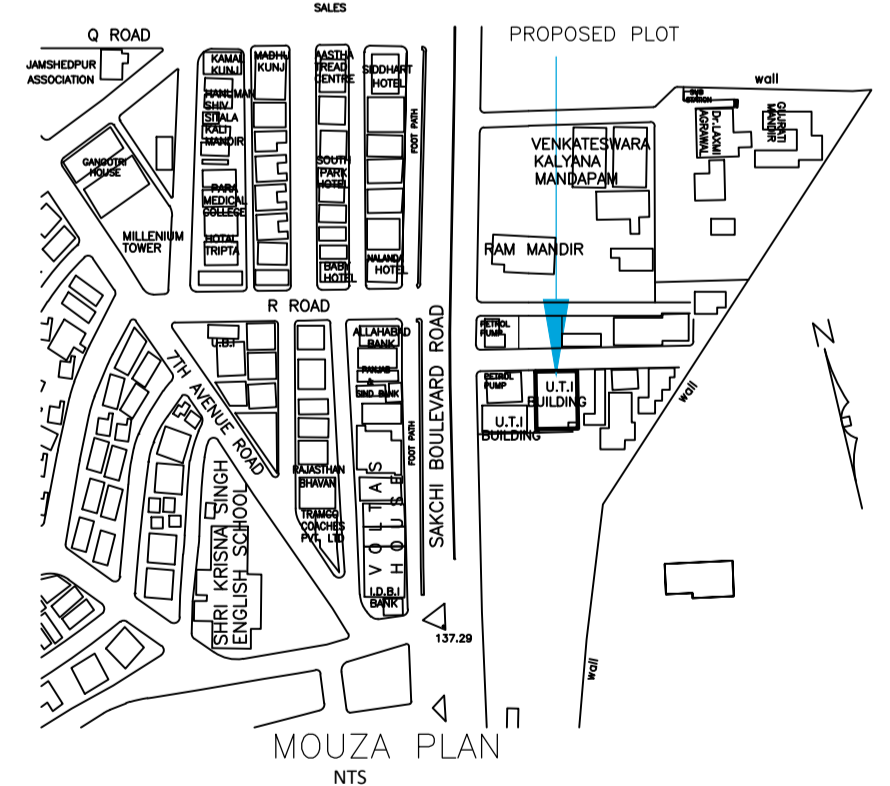 SALES
Q ROAD
PROPOSED PLOT
JAMSHEDPUR
ASSOCIATION
KAMAL
KUNJ
MADHU
KUNJ
AASTHA
TREAD
CENTRE
SIDDHART
HOTEL
wall
SUB
STATION
HANUMAN
SHIV
SITALA
KALI
MANDIR
FOOT PATH
VENKATESWARA
KALYANA
MANDAPAM
Dr.LAXMI
AGRAWAL
GUJRATI
MANDIR
GANGOTRI
HOUSE
SOUTH
PARK
HOTEL
PARA
MEDICAL
COLLEGE
MILLENIUM
TOWER
HOTAL
TRIPTA
BABY
HOTEL
NALANDA
HOTEL
RAM MANDIR
R ROAD
SAKCHI BOULEVARD ROAD
U.B.I
ALLAHABAD
BANK
PETROL
PUMP
N
7TH AVENUE ROAD
PANJAB
&
SIND BANK
PETROL
PUMP
U.T.I
BUILDING
U.T.I
BUILDING
wall
FOOT PATH
RAJASTHAN
BHAVAN
TRAMCO
COACHES
PVT. LTD
VOLTAS
HOUSE
SHRI KRISNA SINGH
ENGLISH SCHOOL
I.D.B.I
BANK
137.29
wall
MOUZA PLAN
NTS